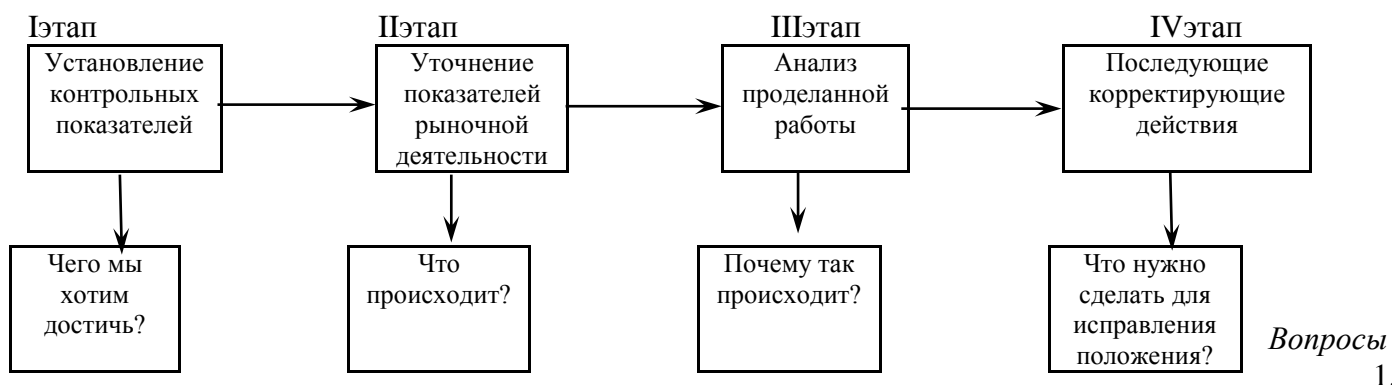 Iэтап
IIэтап
IIIэтап
IVэтап
Установление
контрольных
показателей
Уточнение
показателей
рыночной
деятельности
Анализ
проделанной
работы
Последующие
корректирующие
действия
Чего мы
хотим
достичь?
Что
происходит?
Почему так
происходит?
Что нужно
сделать для
исправления
положения?
Вопросы
1.